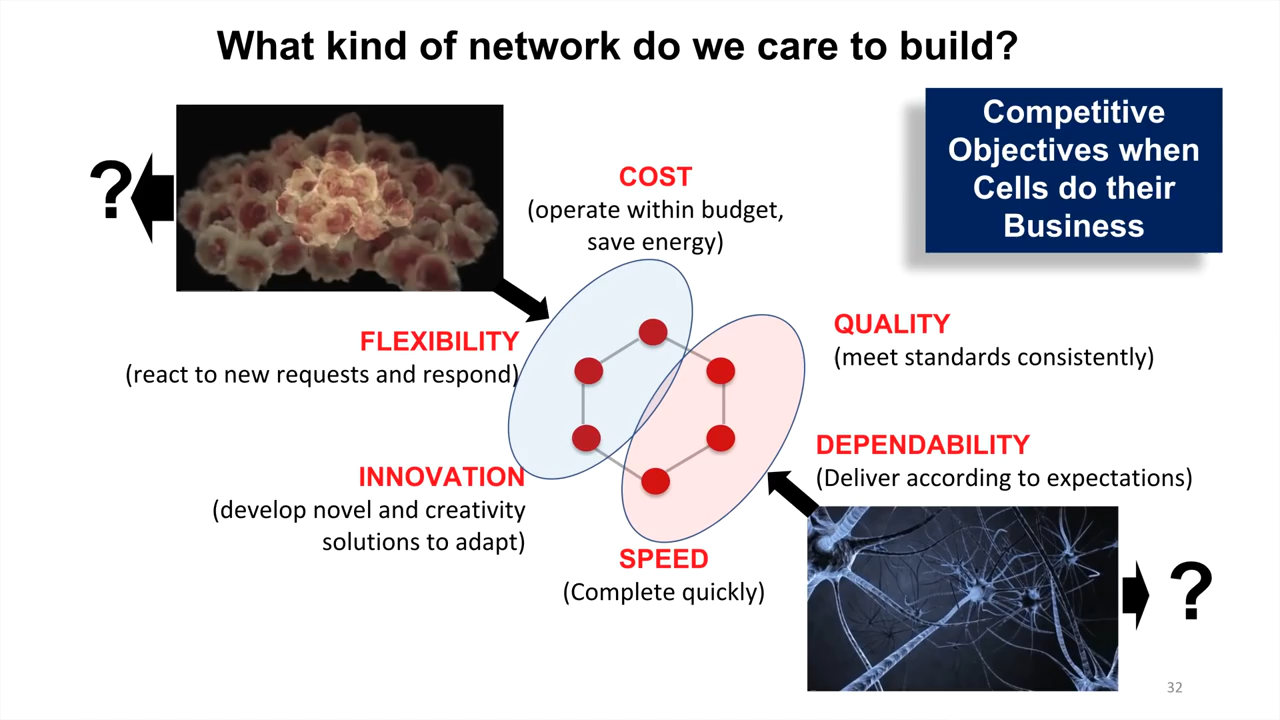 What kind of network do we care to build?
Competitive
Objectives when
Cells do their
Business
?
COST
(operate within budget,
save energy)
FLEXIBILITY
(react to new requests and respond)
QUALITY
(meet standards consistently)
INNOVATION
(develop novel and creativity
solutions to adapt)
DEPENDABILITY
(Deliver according to expectations)
SPEED
(Complete quickly)
?
32